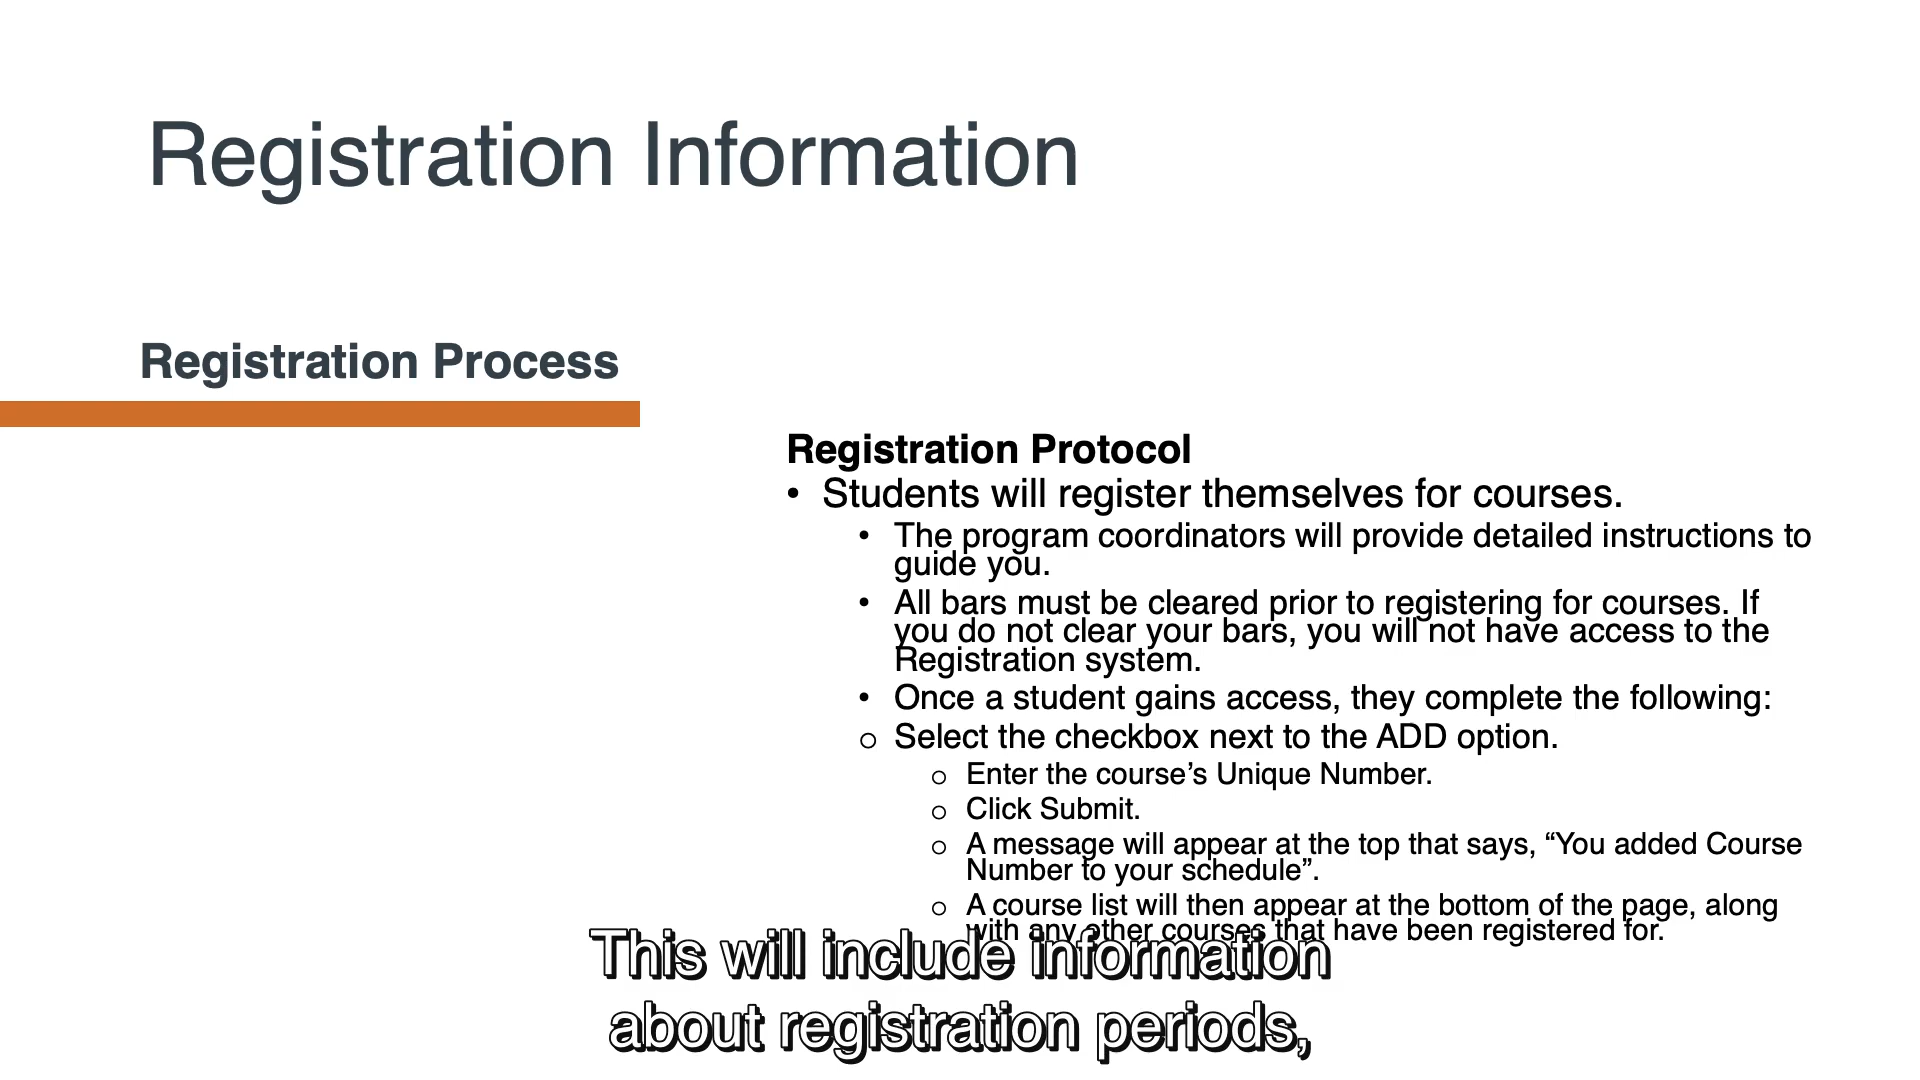 Registration Information
Registration Process
Registration Protocol
• Students will register themselves for courses.
• The program coordinators will provide detailed instructions to
guide you.
• All bars must be cleared prior to registering for courses. If
you do not clear your bars, you will not have access to the
Registration system.
• Once a student gains access, they complete the following:
o Select the checkbox next to the ADD option.
o Enter the course’s Unique Number.
o Click Submit.
o A message will appear at the top that says, “You added Course
Number to your schedule”.
o A course list will then appear at the bottom of the page, along
with any other courses that have been registered for.
This will include information
about registration periods,